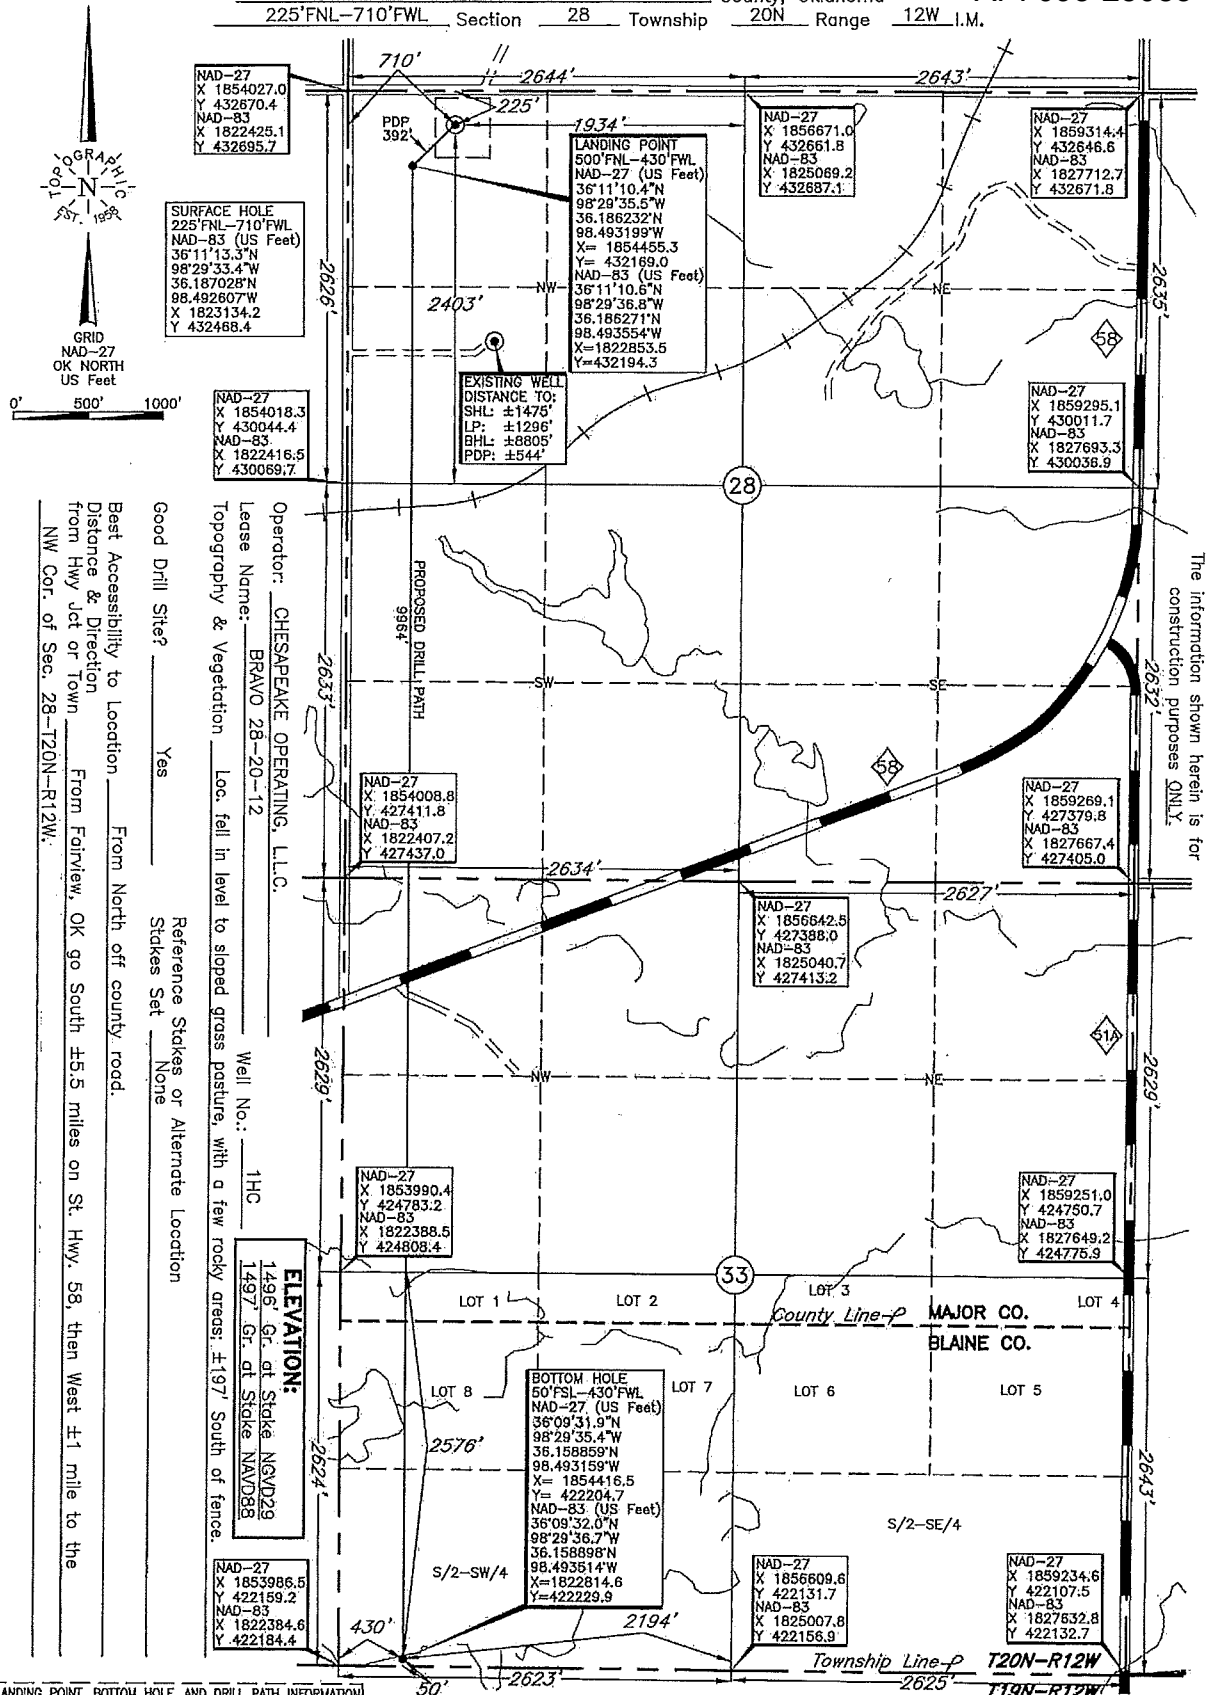 225'FNL-710'FWL Section 28 Township 20N Range 12W I.M.
TOPOGRAPHIC
N
EST. 1958
GRID
NAD-27
OK NORTH
US Feet
0' 500' 1000'
710'
2644'
2643'
225'
1934'
PDP
392'
NAD-27
X 1854027.0
Y 432670.4
NAD-83
X 1822425.1
Y 432695.7
NAD-27
X 1856671.0
Y 432661.8
NAD-83
X 1825069.2
Y 432687.1
NAD-27
X 1859314.4
Y 432646.6
NAD-83
X 1827712.7
Y 432671.8
SURFACE HOLE
225'FNL-710'FWL
NAD-83 (US Feet)
36°11'13.3"N
98°29'33.4"W
36.187028°N
98.492607°W
X 1823134.2
Y 432468.4
LANDING POINT
500'FNL-430'FWL
NAD-27 (US Feet)
36°11'10.4"N
98°29'35.5"W
36.186232°N
98.493199°W
X= 1854455.3
Y= 432169.0
NAD-83 (US Feet)
36°11'10.6"N
98°29'36.8"W
36.186271°N
98.493554°W
X=1822853.5
Y=432194.3
2626'
2403'
NW
NE
2635'
58
EXISTING WELL
DISTANCE TO:
SHL: ±1475'
LP: ±1296'
BHL: ±8805'
PDP: ±544'
NAD-27
X 1854018.3
Y 430044.4
NAD-83
X 1822416.5
Y 430069.7
NAD-27
X 1859295.1
Y 430011.7
NAD-83
X 1827693.3
Y 430036.9
28
The information shown herein is for
construction purposes ONLY.
Operator: CHESAPEAKE OPERATING, L.L.C.
Lease Name: BRAVO 28-20-12 Well No.: 1HC
Topography & Vegetation Loc. fell in level to sloped grass pasture, with a few rocky areas; ±197' South of fence.
Good Drill Site? Yes
Reference Stakes or Alternate Location
Stakes Set None
Best Accessibility to Location From North off county road.
Distance & Direction
from Hwy Jct or Town From Fairview, OK go South ±5.5 miles on St. Hwy. 58, then West ±1 mile to the
NW Cor. of Sec. 28-T20N-R12W.
PROPOSED DRILL PATH
9964'
2633'
SW
SE
2632'
58
NAD-27
X 1854008.8
Y 427411.8
NAD-83
X 1822407.2
Y 427437.0
NAD-27
X 1859269.1
Y 427379.8
NAD-83
X 1827667.4
Y 427405.0
2634'
2627'
NAD-27
X 1856642.5
Y 427388.0
NAD-83
X 1825040.7
Y 427413.2
51A
2629'
NW
NE
2629'
NAD-27
X 1853990.4
Y 424783.2
NAD-83
X 1822388.5
Y 424808.4
NAD-27
X 1859251.0
Y 424750.7
NAD-83
X 1827649.2
Y 424775.9
33
ELEVATION:
1496' Gr. at Stake NGVD29
1497' Gr. at Stake NAVD88
LOT 1
LOT 2
LOT 3
LOT 4
County Line
MAJOR CO.
BLAINE CO.
LOT 8
LOT 7
LOT 6
LOT 5
BOTTOM HOLE
50'FSL-430'FWL
NAD-27 (US Feet)
36°09'31.9"N
98°29'35.4"W
36.158859°N
98.493159°W
X= 1854416.5
Y= 422204.7
NAD-83 (US Feet)
36°09'32.0"N
98°29'36.7"W
36.158898°N
98.493514°W
X=1822814.6
Y=422229.9
2576'
2624'
2643'
S/2-SW/4
S/2-SE/4
NAD-27
X 1853986.5
Y 422159.2
NAD-83
X 1822384.6
Y 422184.4
NAD-27
X 1856609.6
Y 422131.7
NAD-83
X 1825007.8
Y 422156.9
NAD-27
X 1859234.6
Y 422107.5
NAD-83
X 1827632.8
Y 422132.7
430'
2194'
Township Line
T20N-R12W
50'
2623'
2625'
T19N-R12W
LANDING POINT, BOTTOM HOLE AND DRILL PATH INFORMATION